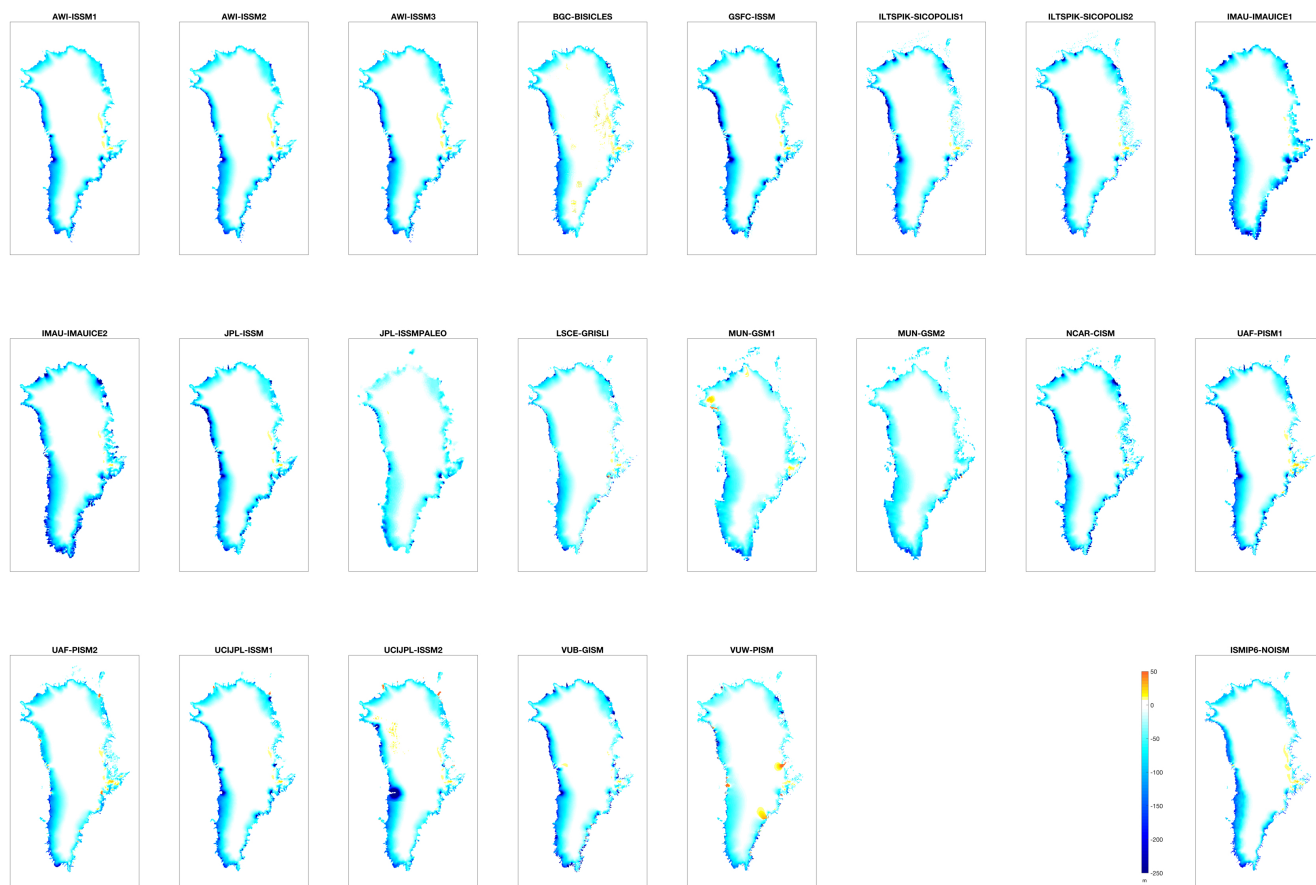 AWI-ISSM1 AWI-ISSM2 AWI-ISSM3 BGC-BISICLES GSFC-ISSM ILTSPIK-SICOPOLIS1 ILTSPIK-SICOPOLIS2 IMAU-IMAUICE1
IMAU-IMAUICE2 JPL-ISSM JPL-ISSMPALEO LSCE-GRISLI MUN-GSM1 MUN-GSM2 NCAR-CISM UAF-PISM1
UAF-PISM2 UCIJPL-ISSM1 UCIJPL-ISSM2 VUB-GISM VUW-PISM ISMIP6-NOISM
50
0
-50
-100
-150
-200
-250
m